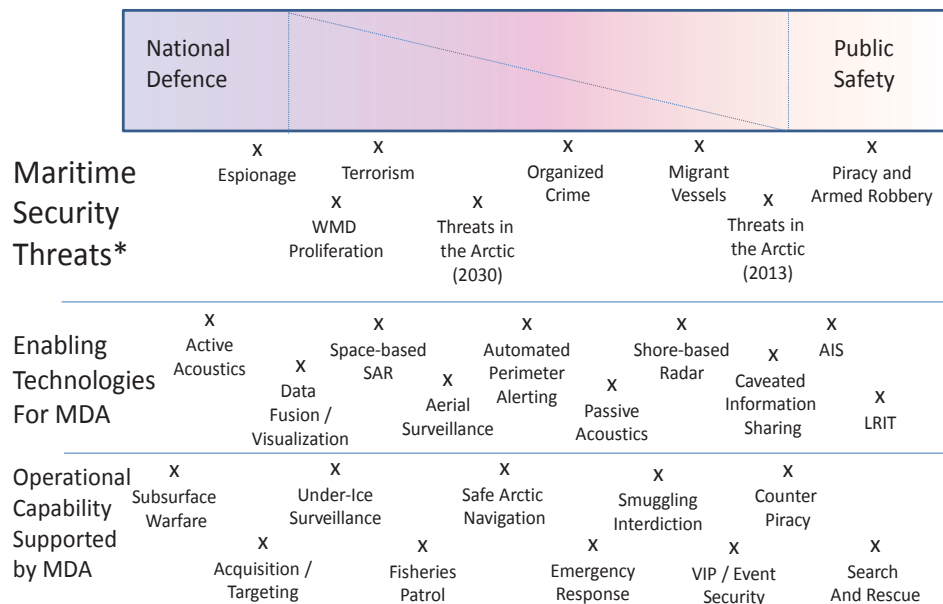 National
Defence
Public
Safety
Maritime
Security
Threats*
X
Espionage
X
WMD
Proliferation
X
Terrorism
X
Threats in
the Arctic
(2030)
X
Organized
Crime
X
Migrant
Vessels
X
Threats in
the Arctic
(2013)
X
Piracy and
Armed Robbery
Enabling
Technologies
For MDA
X
Active
Acoustics
X
Data
Fusion /
Visualization
X
Space-based
SAR
X
Aerial
Surveillance
X
Automated
Perimeter
Alerting
X
Passive
Acoustics
X
Shore-based
Radar
X
Caveated
Information
Sharing
X
AIS
X
LRIT
Operational
Capability
Supported
by MDA
X
Subsurface
Warfare
X
Acquisition /
Targeting
X
Under-Ice
Surveillance
X
Fisheries
Patrol
X
Safe Arctic
Navigation
X
Emergency
Response
X
Smuggling
Interdiction
X
VIP / Event
Security
X
Counter
Piracy
X
Search
And Rescue